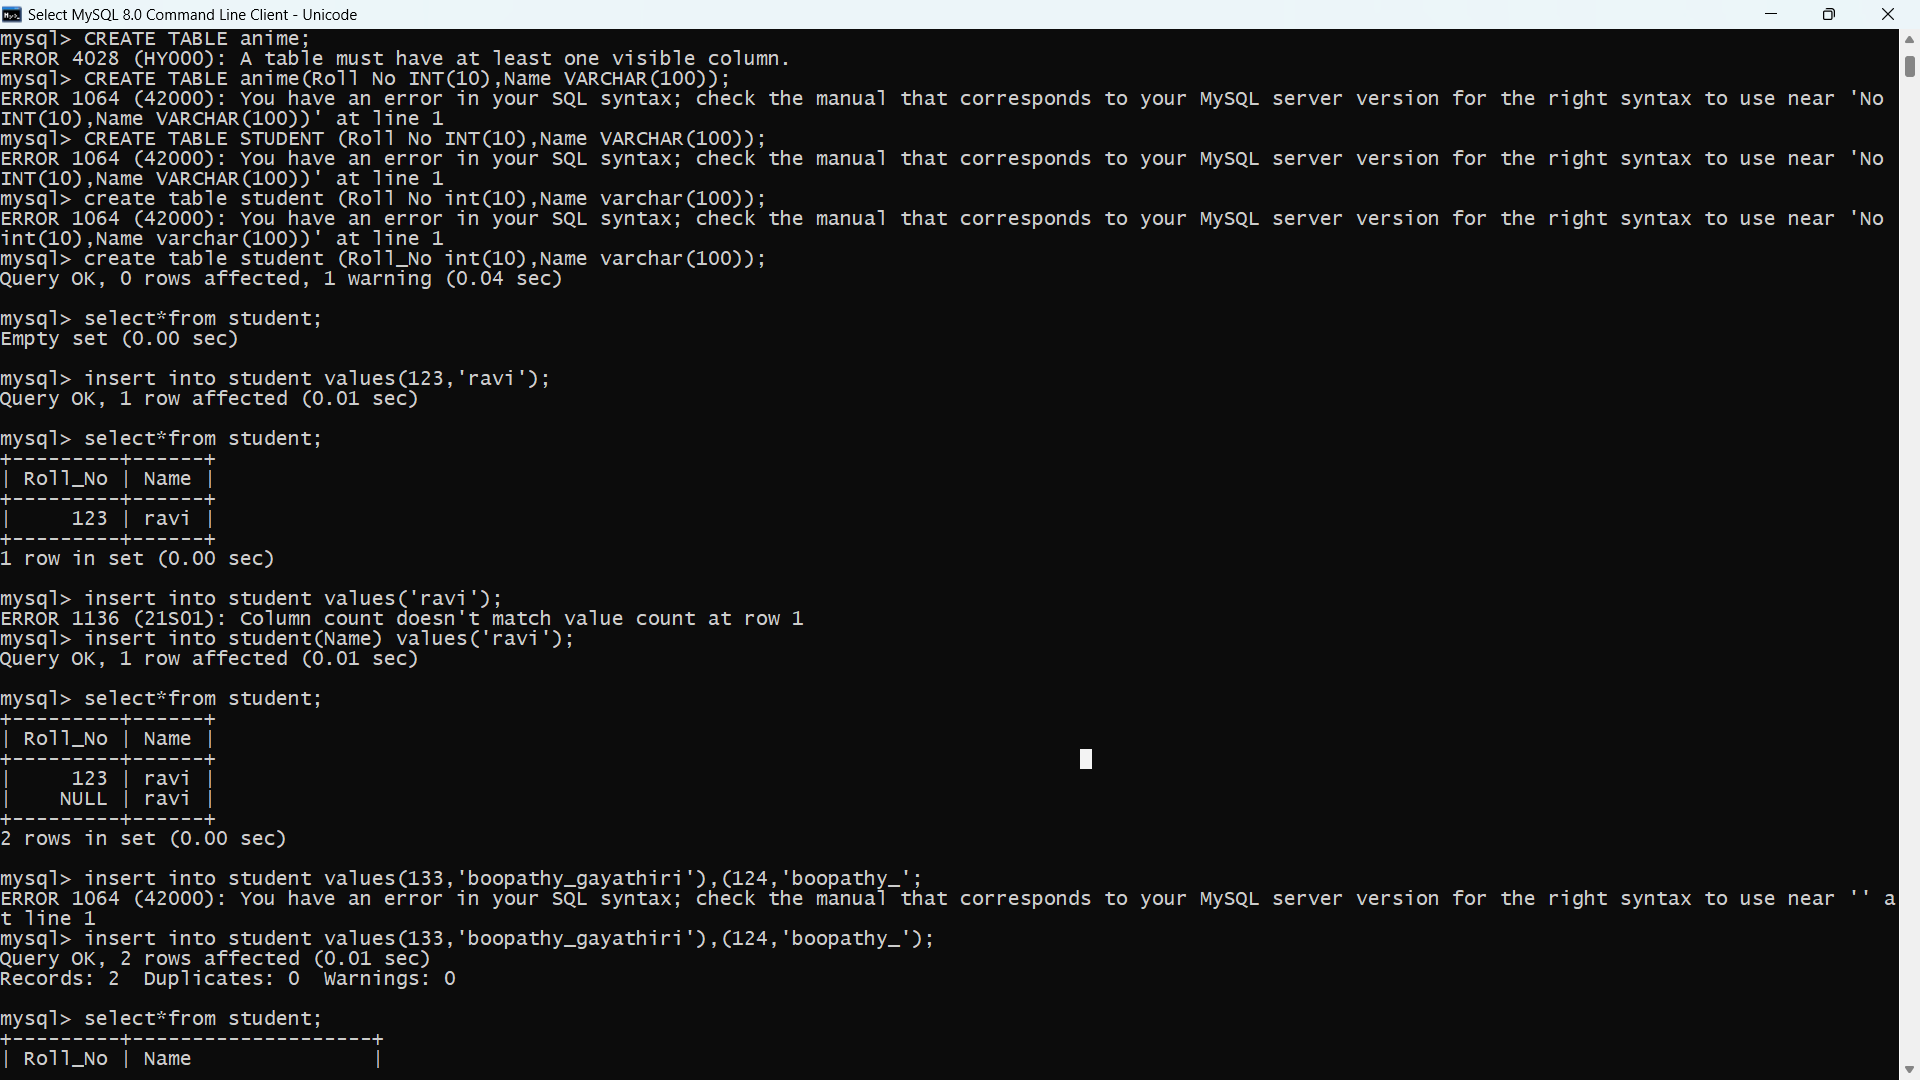 Select MySQL 8.0 Command Line Client - Unicode
mysql> CREATE TABLE anime;
ERROR 4028 (HY000): A table must have at least one visible column.
mysql> CREATE TABLE anime(Roll No INT(10),Name VARCHAR(100));
ERROR 1064 (42000): You have an error in your SQL syntax; check the manual that corresponds to your MySQL server version for the right syntax to use near 'No
INT(10),Name VARCHAR(100))' at line 1
mysql> CREATE TABLE STUDENT (Roll No INT(10),Name VARCHAR(100));
ERROR 1064 (42000): You have an error in your SQL syntax; check the manual that corresponds to your MySQL server version for the right syntax to use near 'No
INT(10),Name VARCHAR(100))' at line 1
mysql> create table student (Roll No int(10),Name varchar(100));
ERROR 1064 (42000): You have an error in your SQL syntax; check the manual that corresponds to your MySQL server version for the right syntax to use near 'No
int(10),Name varchar(100))' at line 1
mysql> create table student (Roll_No int(10),Name varchar(100));
Query OK, 0 rows affected, 1 warning (0.04 sec)
mysql> select*from student;
Empty set (0.00 sec)
mysql> insert into student values(123,'ravi');
Query OK, 1 row affected (0.01 sec)
mysql> select*from student;
+---------+------+
| Roll_No | Name |
+---------+------+
|     123 | ravi |
+---------+------+
1 row in set (0.00 sec)
mysql> insert into student values('ravi');
ERROR 1136 (21S01): Column count doesn't match value count at row 1
mysql> insert into student(Name) values('ravi');
Query OK, 1 row affected (0.01 sec)
mysql> select*from student;
+---------+------+
| Roll_No | Name |
+---------+------+
|     123 | ravi |
|    NULL | ravi |
+---------+------+
2 rows in set (0.00 sec)
mysql> insert into student values(133,'boopathy_gayathiri'),(124,'boopathy_';
ERROR 1064 (42000): You have an error in your SQL syntax; check the manual that corresponds to your MySQL server version for the right syntax to use near '' a
t line 1
mysql> insert into student values(133,'boopathy_gayathiri'),(124,'boopathy_');
Query OK, 2 rows affected (0.01 sec)
Records: 2  Duplicates: 0  Warnings: 0
mysql> select*from student;
+---------+--------------------+
| Roll_No | Name               |